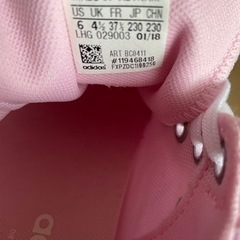 US UK FR JP CHN
6 4½ 37⅓ 230 230
LHG 029003 01/18
ART BC0411
#119468418
adidas